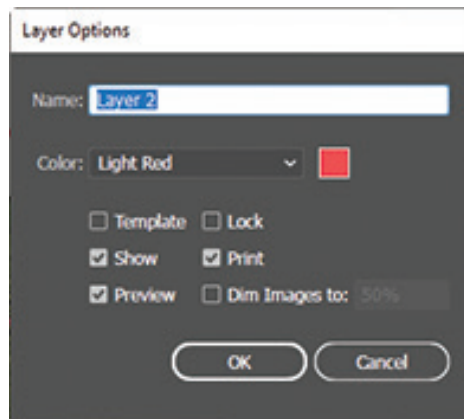 Layer Options
Name: Layer 2
Color: Light Red
Template Lock
Show Print
Preview Dim Images to: 50%
OK Cancel